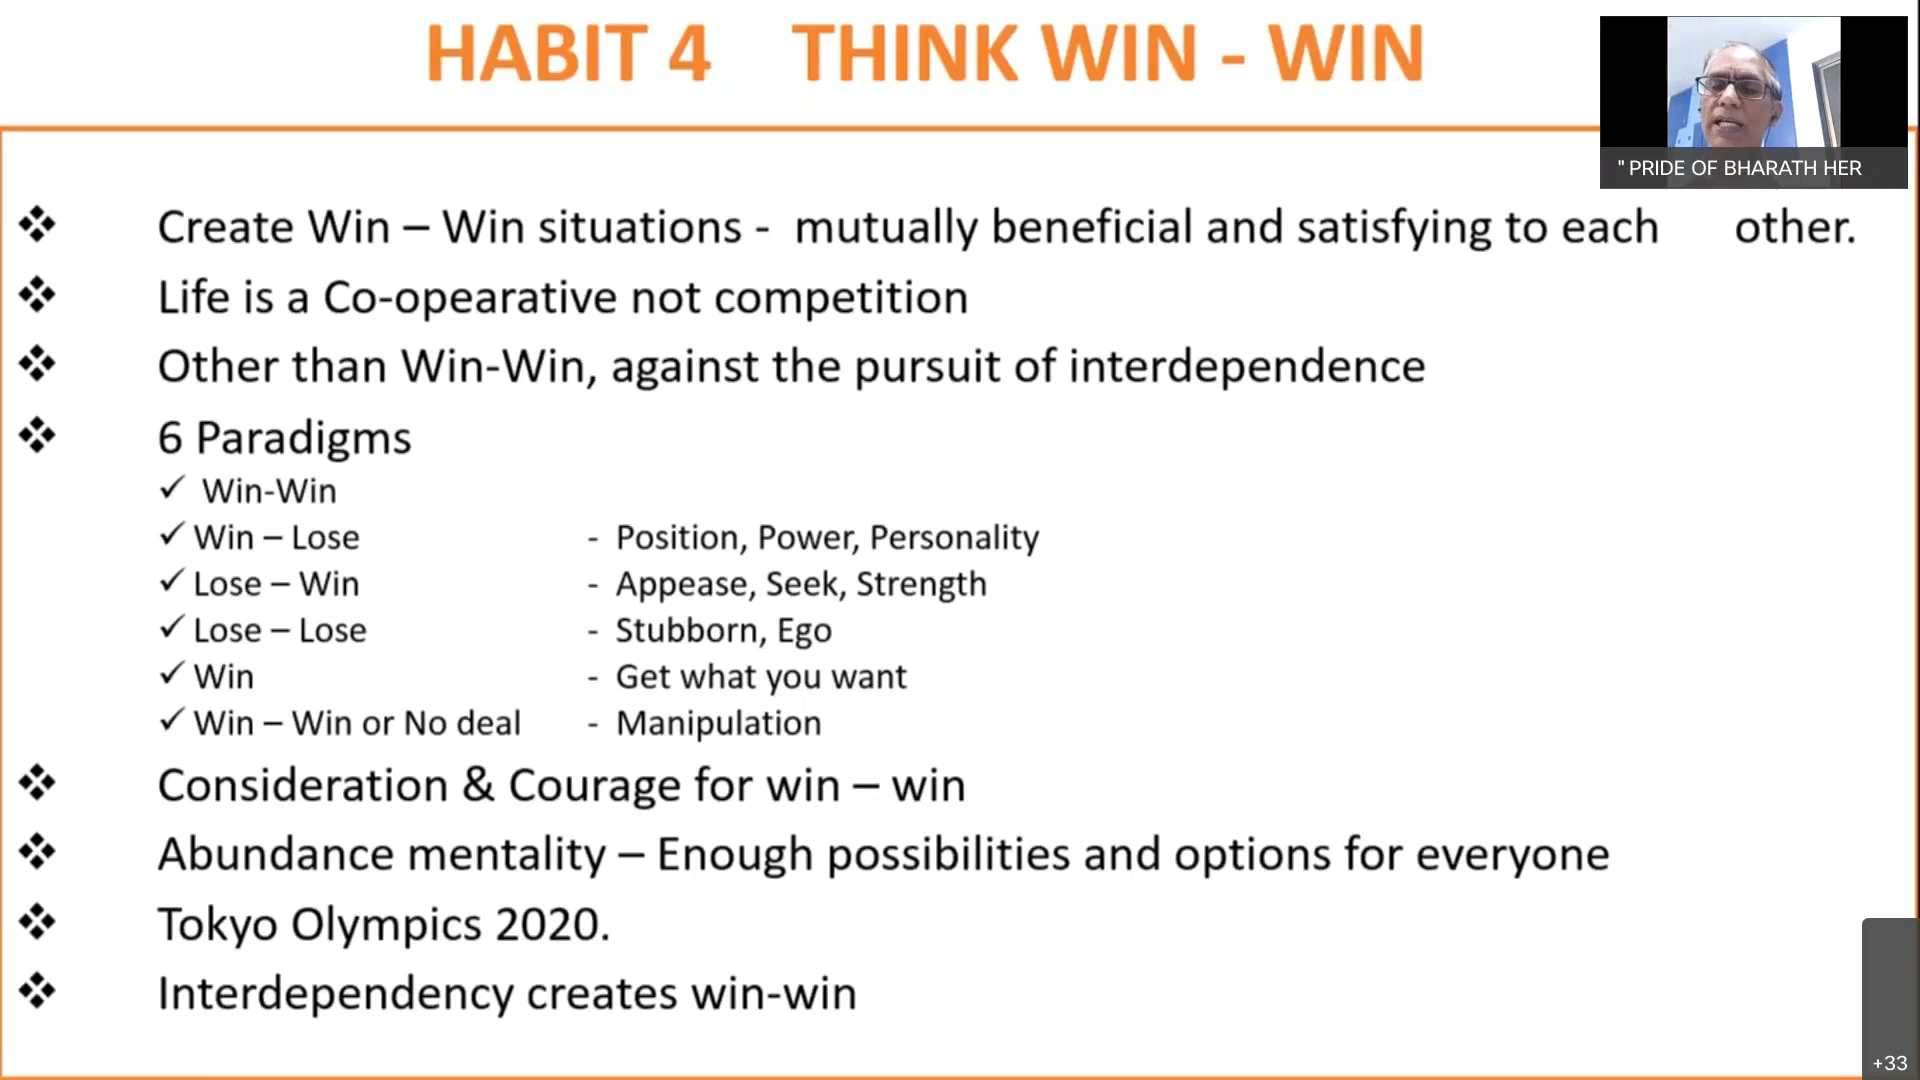 HABIT 4 THINK WIN - WIN
" PRIDE OF BHARATH HER
Create Win – Win situations - mutually beneficial and satisfying to each other.
Life is a Co-opearative not competition
Other than Win-Win, against the pursuit of interdependence
6 Paradigms
✓ Win-Win
✓ Win – Lose - Position, Power, Personality
✓ Lose – Win - Appease, Seek, Strength
✓ Lose – Lose - Stubborn, Ego
✓ Win - Get what you want
✓ Win – Win or No deal - Manipulation
Consideration & Courage for win – win
Abundance mentality – Enough possibilities and options for everyone
Tokyo Olympics 2020.
Interdependency creates win-win
+33